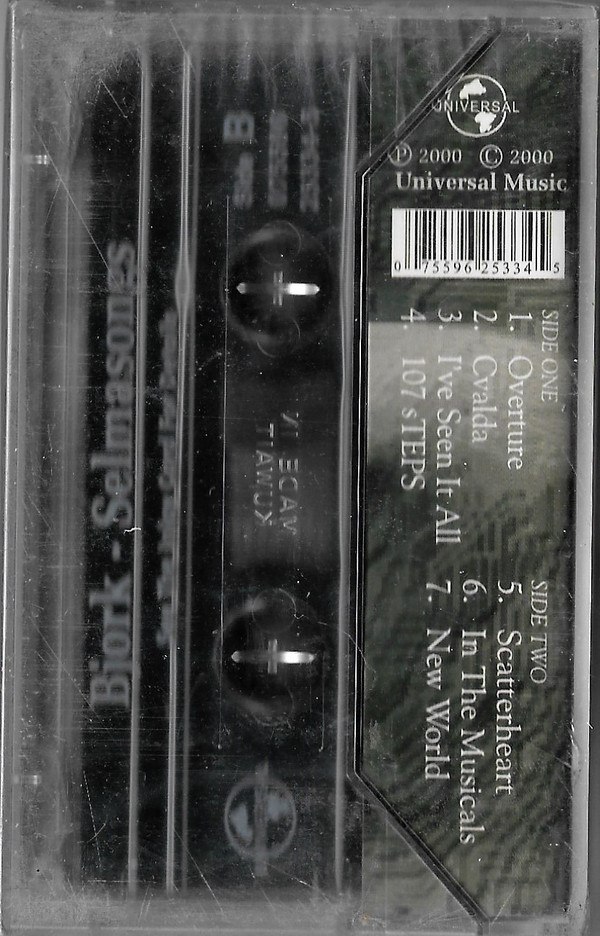 UNIVERSAL
Ⓟ 2000 © 2000
Universal Music
0 75596 25334 5
SIDE ONE
1. Overture
2. Cvalda
3. I've Seen It All
4. 107 sTEPS
SIDE TWO
5. Scatterheart
6. In The Musicals
7. New World
Side B
Bjork - Selmasones